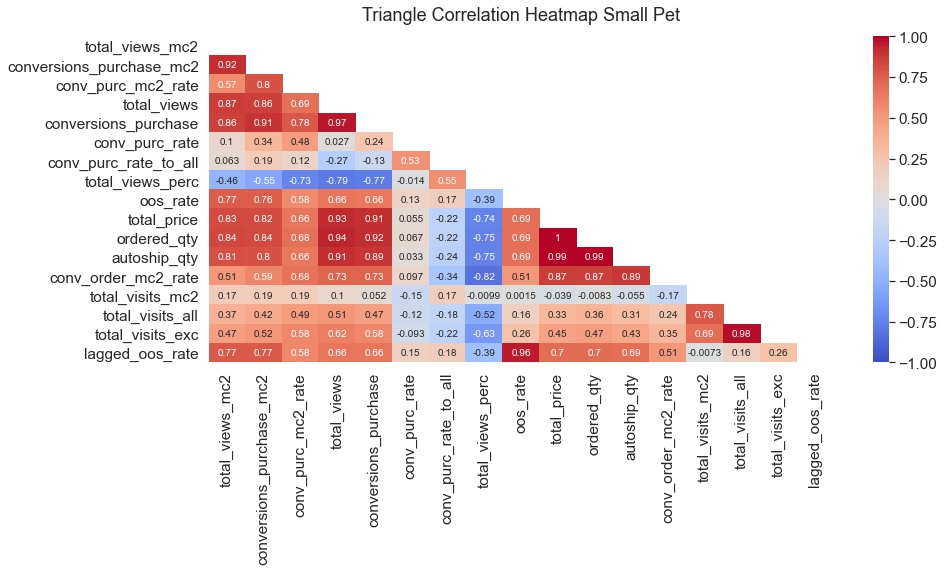 Triangle Correlation Heatmap Small Pet
total_views_mc2
conversions_purchase_mc2 0.92
conv_purc_mc2_rate 0.57 0.8
total_views 0.87 0.86 0.69
conversions_purchase 0.86 0.91 0.78 0.97
conv_purc_rate 0.1 0.34 0.48 0.027 0.24
conv_purc_rate_to_all 0.063 0.19 0.12 -0.27 -0.13 0.53
total_views_perc -0.46 -0.55 -0.73 -0.79 -0.77 -0.014 0.55
oos_rate 0.77 0.76 0.58 0.66 0.66 0.13 0.17 -0.39
total_price 0.83 0.82 0.66 0.93 0.91 0.055 -0.22 -0.74 0.69
ordered_qty 0.84 0.84 0.68 0.94 0.92 0.067 -0.22 -0.75 0.69 1
autoship_qty 0.81 0.8 0.66 0.91 0.89 0.033 -0.24 -0.75 0.69 0.99 0.99
conv_order_mc2_rate 0.51 0.59 0.68 0.73 0.73 0.097 -0.34 -0.82 0.51 0.87 0.87 0.89
total_visits_mc2 0.17 0.19 0.19 0.1 0.052 -0.15 0.17 -0.0099 0.0015 -0.039 -0.0083 -0.055 -0.17
total_visits_all 0.37 0.42 0.49 0.51 0.47 -0.12 -0.18 -0.52 0.16 0.33 0.36 0.31 0.24 0.78
total_visits_exc 0.47 0.52 0.58 0.62 0.58 -0.093 -0.22 -0.63 0.26 0.45 0.47 0.43 0.35 0.69 0.98
lagged_oos_rate 0.77 0.77 0.58 0.66 0.66 0.15 0.18 -0.39 0.96 0.7 0.7 0.69 0.51 -0.0073 0.16 0.26
total_views_mc2
conversions_purchase_mc2
conv_purc_mc2_rate
total_views
conversions_purchase
conv_purc_rate
conv_purc_rate_to_all
total_views_perc
oos_rate
total_price
ordered_qty
autoship_qty
conv_order_mc2_rate
total_visits_mc2
total_visits_all
total_visits_exc
lagged_oos_rate
1.00
0.75
0.50
0.25
0.00
−0.25
−0.50
−0.75
−1.00